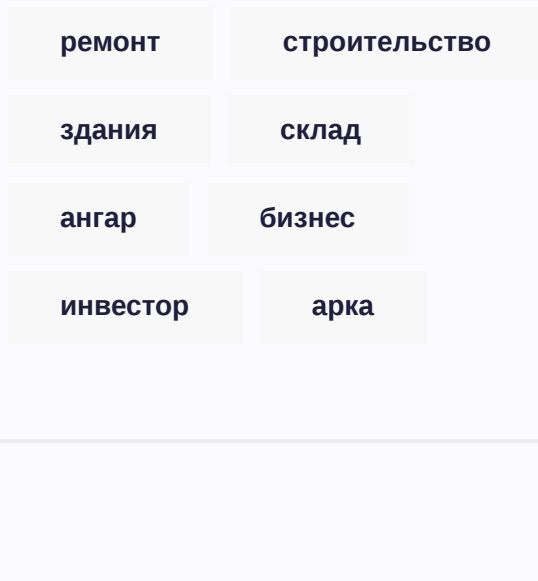 ремонт строительство
здания склад
ангар бизнес
инвестор арка